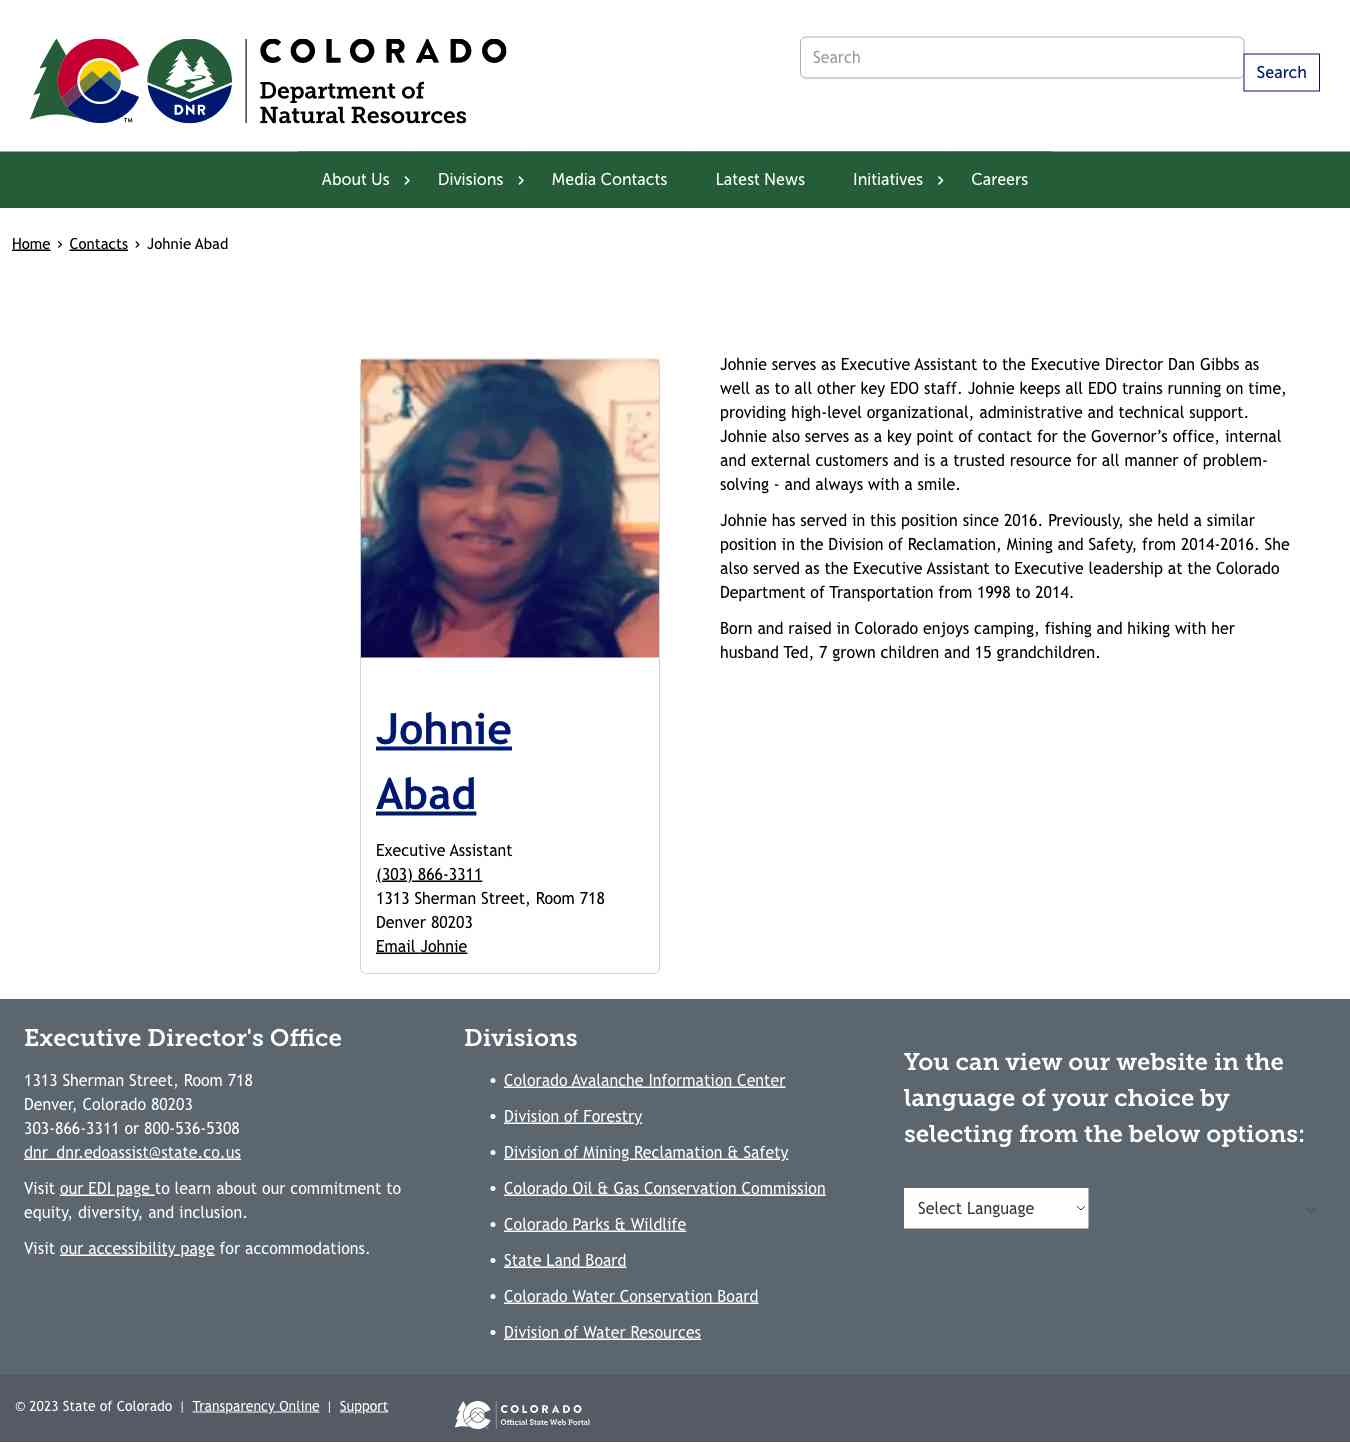 COLORADO
Department of
Natural Resources
DNR
TM
Search
Search
About Us
Divisions
Media Contacts
Latest News
Initiatives
Careers
Home › Contacts › Johnie Abad
Johnie serves as Executive Assistant to the Executive Director Dan Gibbs as
well as to all other key EDO staff. Johnie keeps all EDO trains running on time,
providing high-level organizational, administrative and technical support.
Johnie also serves as a key point of contact for the Governor’s office, internal
and external customers and is a trusted resource for all manner of problem-
solving - and always with a smile.
Johnie has served in this position since 2016. Previously, she held a similar
position in the Division of Reclamation, Mining and Safety, from 2014-2016. She
also served as the Executive Assistant to Executive leadership at the Colorado
Department of Transportation from 1998 to 2014.
Born and raised in Colorado enjoys camping, fishing and hiking with her
husband Ted, 7 grown children and 15 grandchildren.
Johnie
Abad
Executive Assistant
(303) 866-3311
1313 Sherman Street, Room 718
Denver 80203
Email Johnie
Executive Director's Office
1313 Sherman Street, Room 718
Denver, Colorado 80203
303-866-3311 or 800-536-5308
dnr_dnr.edoassist@state.co.us
Visit our EDI page to learn about our commitment to
equity, diversity, and inclusion.
Visit our accessibility page for accommodations.
Divisions
• Colorado Avalanche Information Center
• Division of Forestry
• Division of Mining Reclamation & Safety
• Colorado Oil & Gas Conservation Commission
• Colorado Parks & Wildlife
• State Land Board
• Colorado Water Conservation Board
• Division of Water Resources
You can view our website in the
language of your choice by
selecting from the below options:
Select Language
© 2023 State of Colorado | Transparency Online | Support
COLORADO
Official State Web Portal